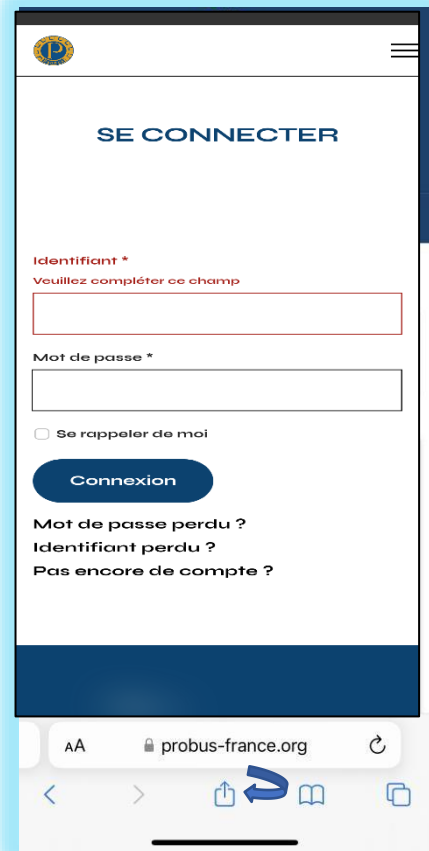 P
SE CONNECTER
Identifiant *
Veuillez compléter ce champ
Mot de passe *
Se rappeler de moi
Connexion
Mot de passe perdu ?
Identifiant perdu ?
Pas encore de compte ?
AA probus-france.org